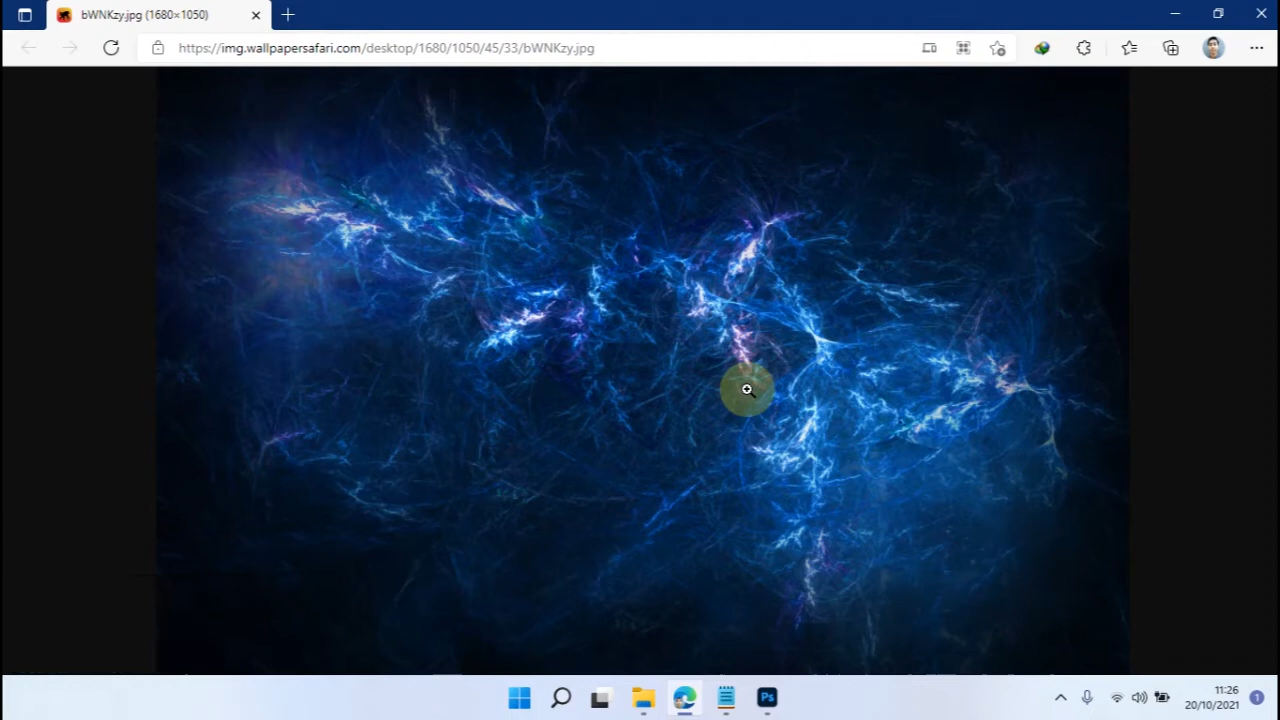 bWNKzy.jpg (1680×1050)
https://img.wallpapersafari.com/desktop/1680/1050/45/33/bWNKzy.jpg
Ps
11:26
20/10/2021
1